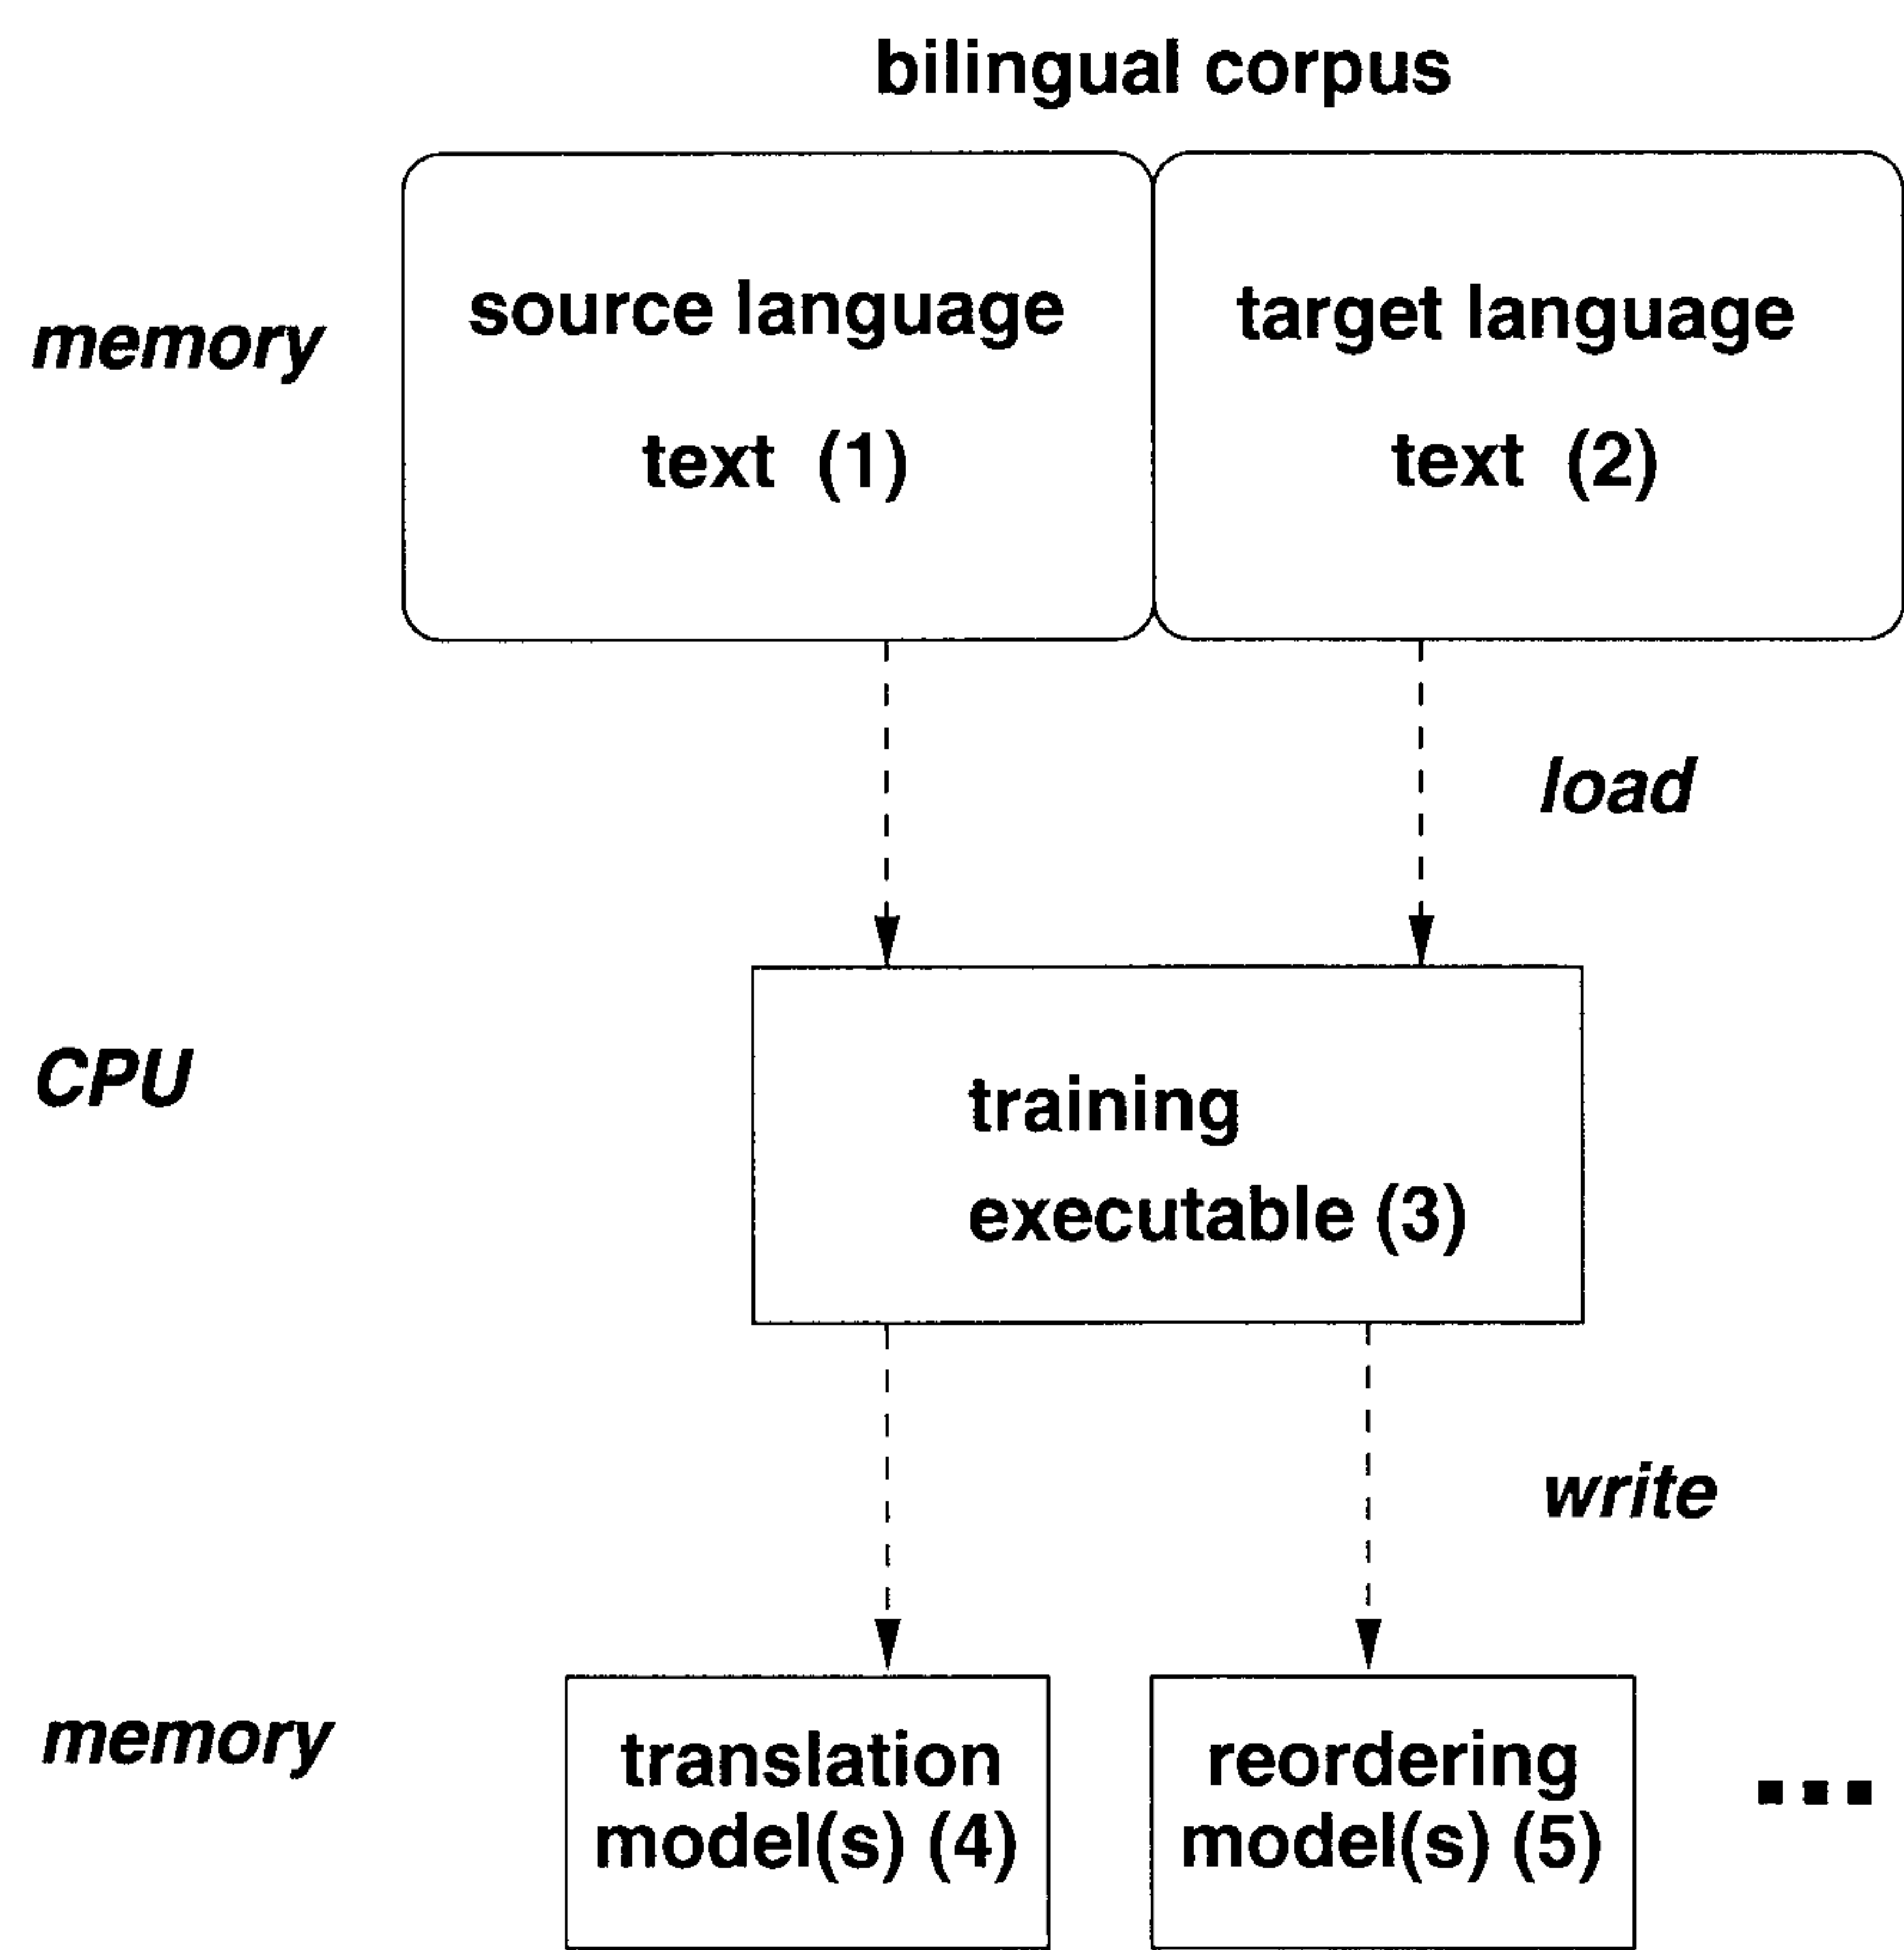 bilingual corpus
memory
source language
text (1)
target language
text (2)
load
CPU
training
executable (3)
write
memory
translation
model(s) (4)
reordering
model(s) (5)
...